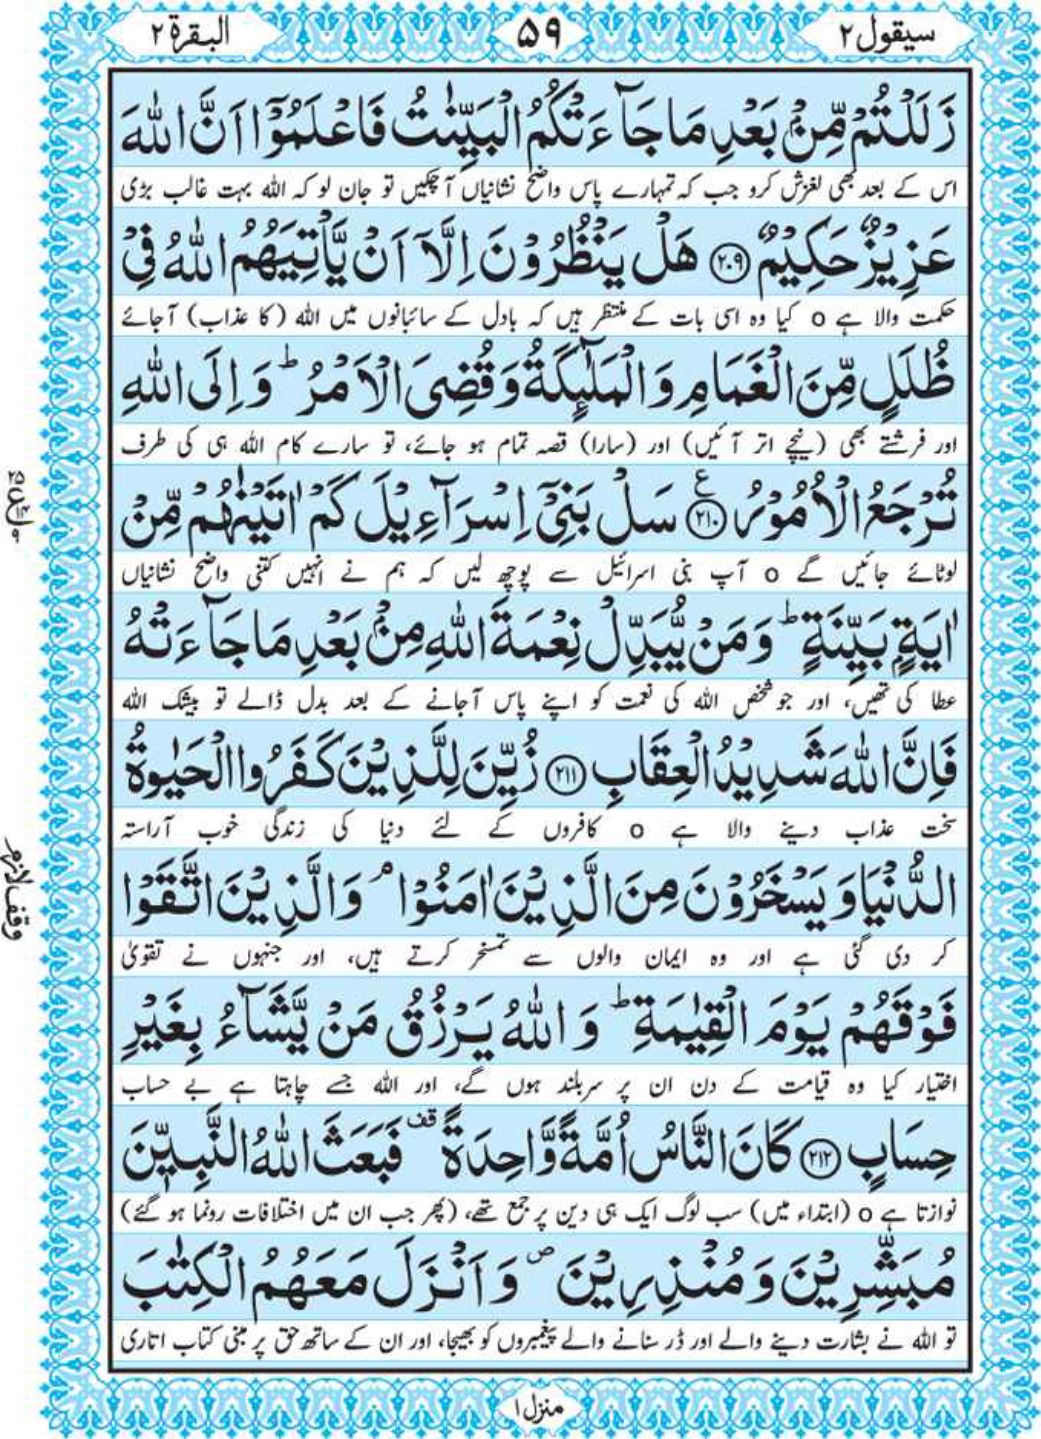 سيقول ٢
٥٩
البقرة ٢
زَلَلْتُمْ مِّنْۢ بَعْدِ مَا جَآءَتْكُمُ الْبَيِّنٰتُ فَاعْلَمُوْۤا اَنَّ اللّٰهَ
اس کے بعد بھی لغزش کرو جب کہ تمہارے پاس واضح نشانیاں آ چکیں تو جان لو کہ اللہ بہت غالب بڑی
عَزِيْزٌ حَكِيْمٌ ﴿۲۰۹﴾ هَلْ يَنْظُرُوْنَ اِلَّاۤ اَنْ يَّاْتِيَهُمُ اللّٰهُ فِيْ
حکمت والا ہے o کیا وہ اسی بات کے منتظر ہیں کہ بادل کے سائبانوں میں اللہ (کا عذاب) آ جائے
ظُلَلٍ مِّنَ الْغَمَامِ وَالْمَلٰٓئِكَةُ وَقُضِيَ الْاَمْرُ ؕ وَاِلَى اللّٰهِ
اور فرشتے بھی (نیچے اتر آئیں) اور (سارا) قصہ تمام ہو جائے، تو سارے کام اللہ ہی کی طرف
تُرْجَعُ الْاُمُوْرُ ﴿۲۱۰﴾ ع سَلْ بَنِيْۤ اِسْرَآءِيْلَ كَمْ اٰتَيْنٰهُمْ مِّنْ
لوٹائے جائیں گے o آپ بنی اسرائیل سے پوچھ لیں کہ ہم نے انہیں کتنی واضح نشانیاں
اٰيَةٍۭ بَيِّنَةٍ ؕ وَمَنْ يُّبَدِّلْ نِعْمَةَ اللّٰهِ مِنْۢ بَعْدِ مَا جَآءَتْهُ
عطا کی تھیں، اور جو شخص اللہ کی نعمت کو اپنے پاس آجانے کے بعد بدل ڈالے تو بیشک اللہ
فَاِنَّ اللّٰهَ شَدِيْدُ الْعِقَابِ ﴿۲۱۱﴾ زُيِّنَ لِلَّذِيْنَ كَفَرُوا الْحَيٰوةُ
سخت عذاب دینے والا ہے o کافروں کے لئے دنیا کی زندگی خوب آراستہ
الدُّنْيَا وَيَسْخَرُوْنَ مِنَ الَّذِيْنَ اٰمَنُوْا ۘ وَالَّذِيْنَ اتَّقَوْا
کر دی گئی ہے اور وہ ایمان والوں سے تمسخر کرتے ہیں، اور جنہوں نے تقویٰ
فَوْقَهُمْ يَوْمَ الْقِيٰمَةِ ؕ وَاللّٰهُ يَرْزُقُ مَنْ يَّشَآءُ بِغَيْرِ
اختیار کیا وہ قیامت کے دن ان پر سربلند ہوں گے، اور اللہ جسے چاہتا ہے بے حساب
حِسَابٍ ﴿۲۱۲﴾ كَانَ النَّاسُ اُمَّةً وَّاحِدَةً قف فَبَعَثَ اللّٰهُ النَّبِيّٖنَ
نوازتا ہے o (ابتداء میں) سب لوگ ایک ہی دین پر جمع تھے، (پھر جب ان میں اختلافات رونما ہو گئے)
مُبَشِّرِيْنَ وَمُنْذِرِيْنَ ۪ وَاَنْزَلَ مَعَهُمُ الْكِتٰبَ
تو اللہ نے بشارت دینے والے اور ڈر سنانے والے پیغمبروں کو بھیجا، اور ان کے ساتھ حق پر مبنی کتاب اتاری
وقف لازم
منزل ۱